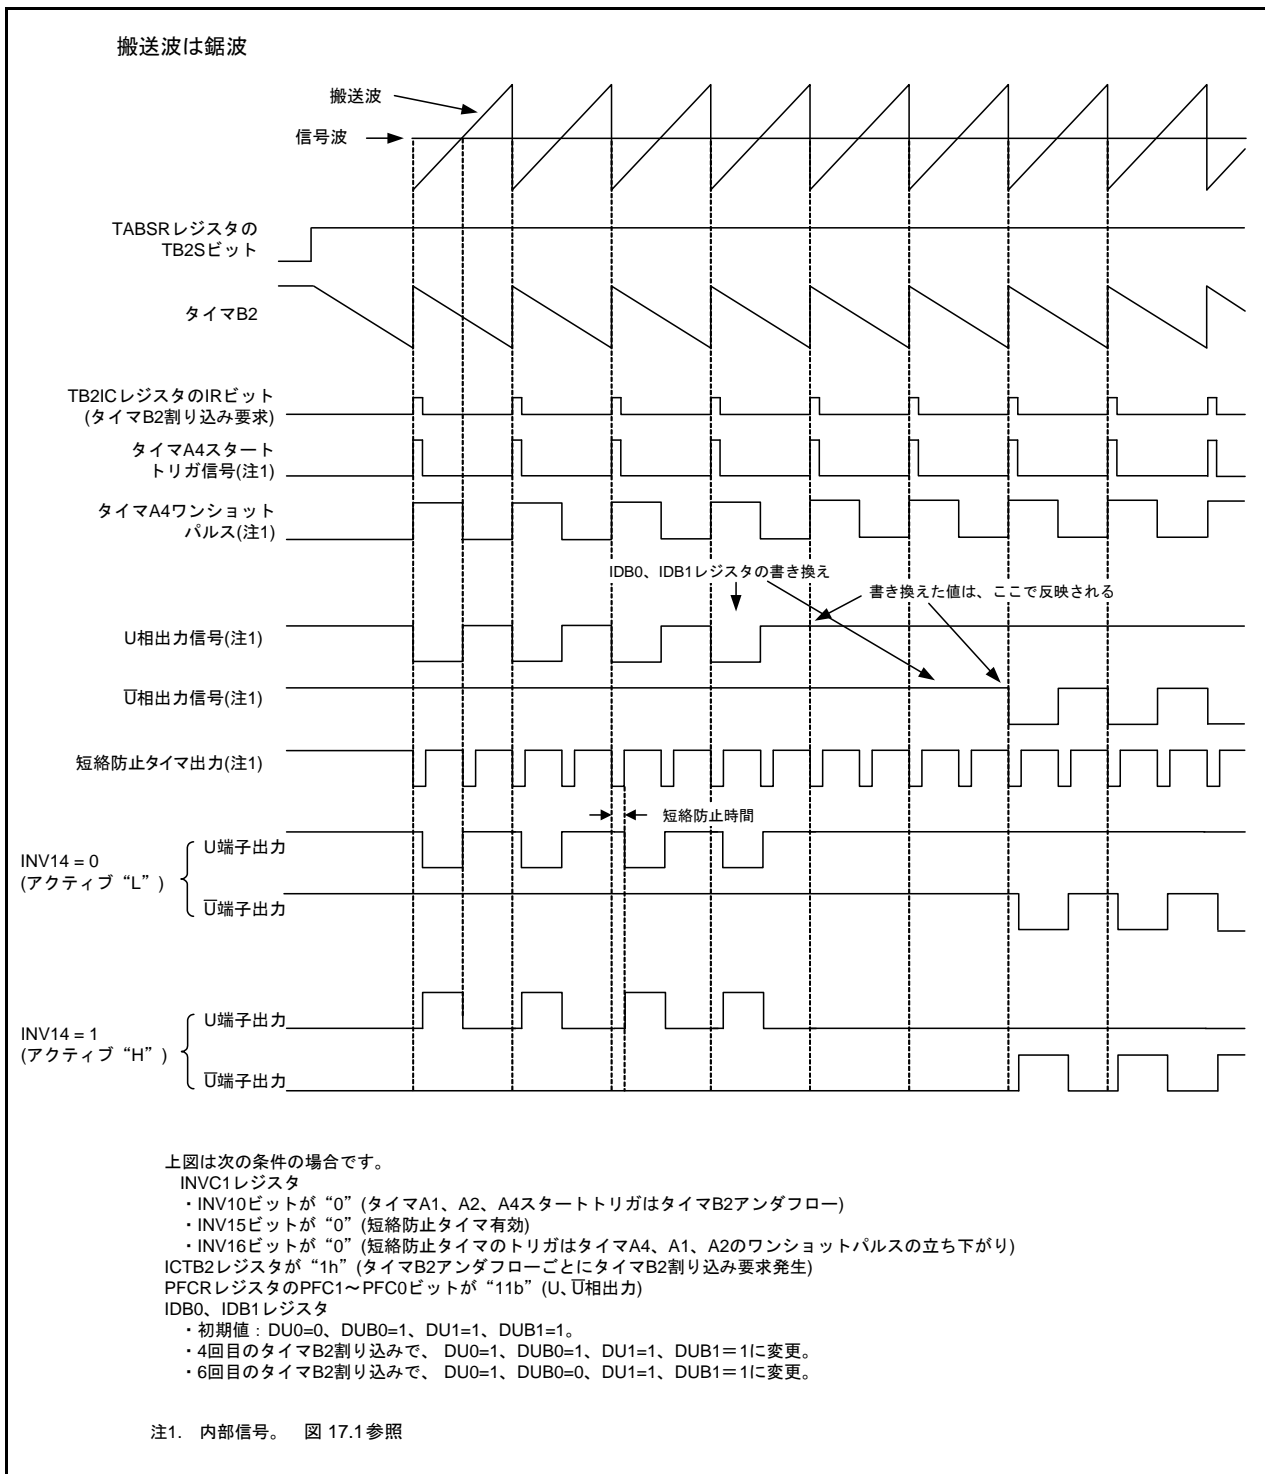 搬送波は鋸波
搬送波
信号波
TABSRレジスタの
TB2Sビット
タイマB2
TB2ICレジスタのIRビット
(タイマB2割り込み要求)
タイマA4スタート
トリガ信号(注1)
タイマA4ワンショット
パルス(注1)
IDB0、IDB1レジスタの書き換え
書き換えた値は、ここで反映される
U相出力信号(注1)
U̅相出力信号(注1)
短絡防止タイマ出力(注1)
短絡防止時間
INV14 = 0
(アクティブ“L”)
U端子出力
U̅端子出力
INV14 = 1
(アクティブ“H”)
U端子出力
U̅端子出力
上図は次の条件の場合です。
INVC1レジスタ
・INV10ビットが“0”(タイマA1、A2、A4スタートトリガはタイマB2アンダフロー)
・INV15ビットが“0”(短絡防止タイマ有効)
・INV16ビットが“0”(短絡防止タイマのトリガはタイマA4、A1、A2のワンショットパルスの立ち下がり)
ICTB2レジスタが“1h”(タイマB2アンダフローごとにタイマB2割り込み要求発生)
PFCRレジスタのPFC1～PFC0ビットが“11b”(U、U̅相出力)
IDB0、IDB1レジスタ
・初期値：DU0=0、DUB0=1、DU1=1、DUB1=1。
・4回目のタイマB2割り込みで、 DU0=1、DUB0=1、DU1=1、DUB1＝1に変更。
・6回目のタイマB2割り込みで、 DU0=1、DUB0=0、DU1=1、DUB1＝1に変更。
注1. 内部信号。 図 17.1参照